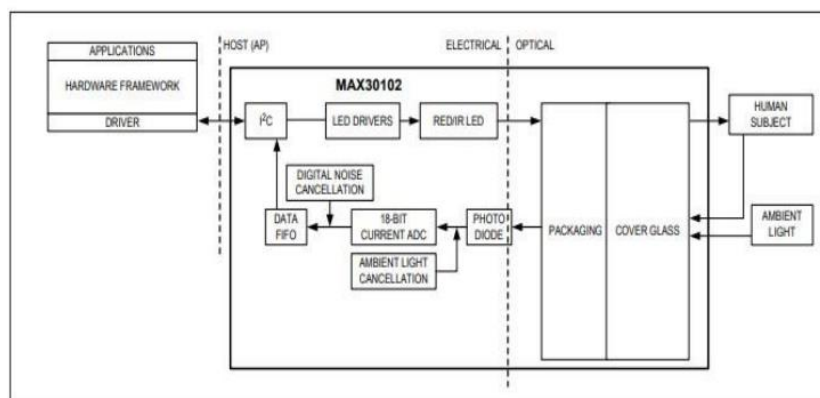 APPLICATIONS
HARDWARE FRAMEWORK
DRIVER
HOST (AP)
ELECTRICAL
OPTICAL
MAX30102
I²C
LED DRIVERS
RED/IR LED
HUMAN
SUBJECT
DIGITAL NOISE
CANCELLATION
DATA
FIFO
18-BIT
CURRENT ADC
PHOTO
DIODE
AMBIENT LIGHT
CANCELLATION
PACKAGING
COVER GLASS
AMBIENT
LIGHT